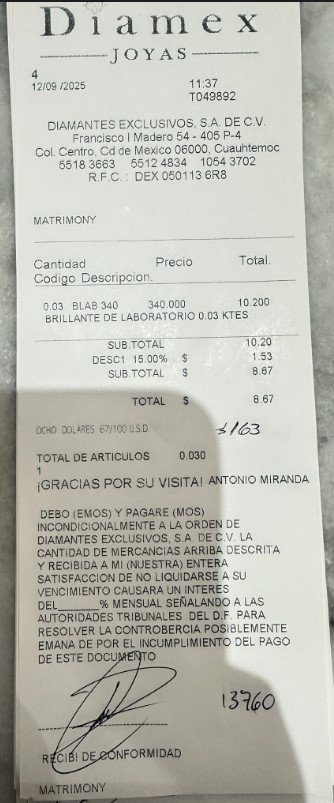 Diamex
JOYAS
4
12/09 /2025 11:37
T049892
DIAMANTES EXCLUSIVOS, S.A. DE C.V.
Francisco I Madero 54 - 405 P-4
Col. Centro, Cd de Mexico 06000, Cuauhtemoc
5518 3663 5512 4834 1054 3702
R.F.C. : DEX 050113 6R8
MATRIMONY
Cantidad Precio Total.
Codigo Descripcion.
0.03 BLAB 340 340.000 10.200
BRILLANTE DE LABORATORIO 0.03 KTES
SUB.TOTAL 10.20
DESC1 15.00% $ 1.53
SUB TOTAL $ 8.67
TOTAL $ 8.67
OCHO DOLARES 67/100 U.S.D. $163
TOTAL DE ARTICULOS 0.030
1
¡GRACIAS POR SU VISITA! ANTONIO MIRANDA
DEBO (EMOS) Y PAGARE (MOS)
INCONDICIONALMENTE A LA ORDEN DE
DIAMANTES EXCLUSIVOS, S.A. DE C.V. LA
CANTIDAD DE MERCANCIAS ARRIBA DESCRITA
Y RECIBIDA A MI (NUESTRA) ENTERA
SATISFACCION DE NO LIQUIDARSE A SU
VENCIMIENTO CAUSARA UN INTERES
DEL______% MENSUAL SEÑALANDO A LAS
AUTORIDADES TRIBUNALES DEL D.F. PARA
RESOLVER LA CONTROBERCIA POSIBLEMENTE
EMANA DE POR EL INCUMPLIMIENTO DEL PAGO
DE ESTE DOCUMENTO
13760
RECIBI DE CONFORMIDAD
MATRIMONY